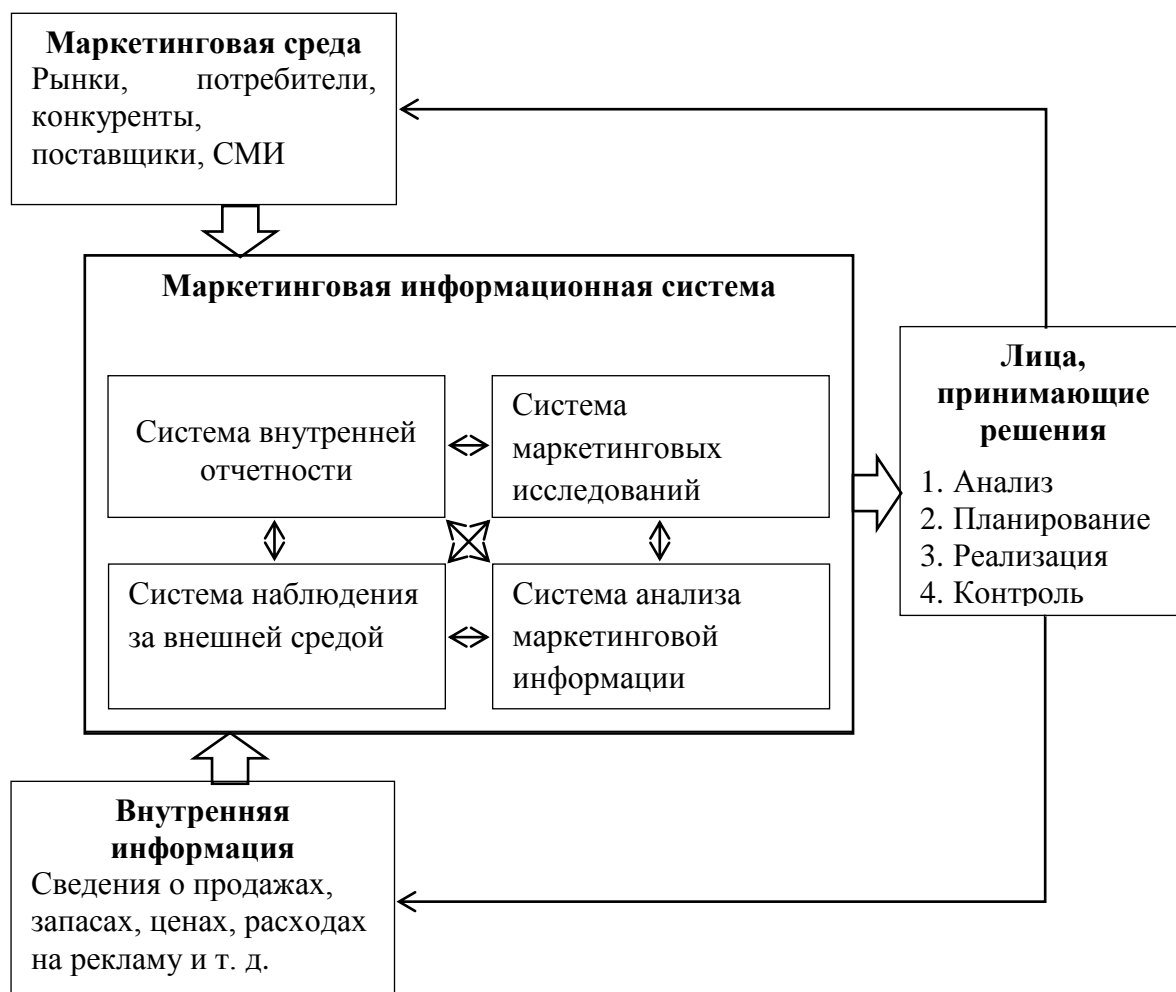 Маркетинговая среда
Рынки, потребители,
конкуренты,
поставщики, СМИ
Маркетинговая информационная система
Система внутренней
отчетности
Система
маркетинговых
исследований
Система наблюдения
за внешней средой
Система анализа
маркетинговой
информации
Лица,
принимающие
решения
1. Анализ
2. Планирование
3. Реализация
4. Контроль
Внутренняя
информация
Сведения о продажах,
запасах, ценах, расходах
на рекламу и т. д.